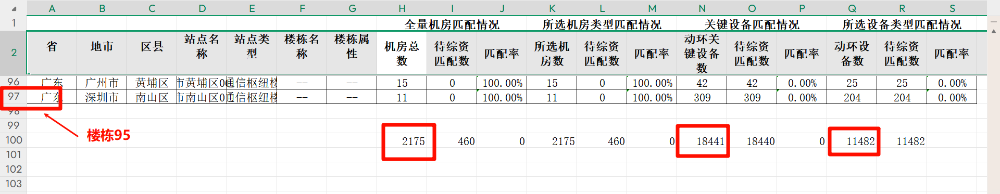 A B C D E F G H I J K L M N O P Q R S
1 全量机房匹配情况 所选机房类型匹配情况 关键设备匹配情况 所选设备类型匹配情况
2 省 地市 区县 站点名称 站点类型 楼栋名称 楼栋属性 机房总数 待综资匹配数 匹配率 所选机房数 待综资匹配数 匹配率 动环关键设备数 待综资匹配数 匹配率 动环设备数 待综资匹配数 匹配率
96 广东 广州市 黄埔区 市黄埔区0 通信枢纽楼 -- -- 15 0 100.00% 15 0 100.00% 42 42 0.00% 25 25 0.00%
97 广东 深圳市 南山区 市南山区0 通信枢纽楼 -- -- 11 0 100.00% 11 0 100.00% 309 309 0.00% 204 204 0.00%
98
99
楼栋95
100 2175 460 0 2175 460 0 18441 18440 0 11482 11482
101
102
103